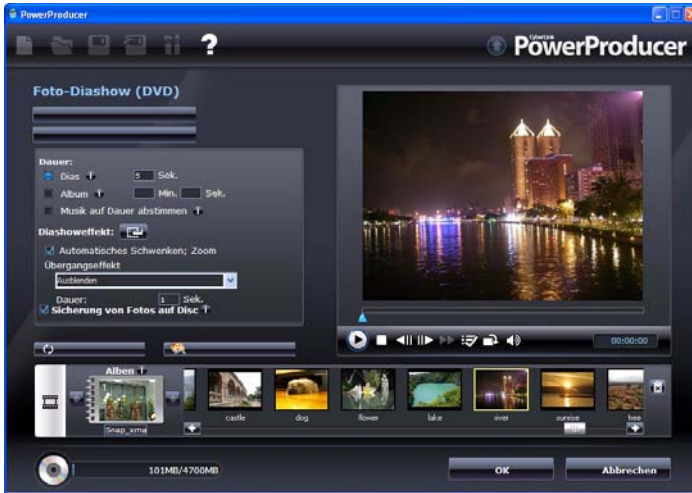 PowerProducer
?
CyberLink
PowerProducer
Foto-Diashow (DVD)
Dauer:
Dias 5 Sek.
Album Min. Sek.
Musik auf Dauer abstimmen
Diashoweffekt:
Automatisches Schwenken; Zoom
Übergangseffekt
Ausblenden
Dauer: 1 Sek.
Sicherung von Fotos auf Disc
00:00:00
Alben
Snap_xma
castle
dog
flower
lake
river
sunrise
tree
101MB/4700MB
OK
Abbrechen